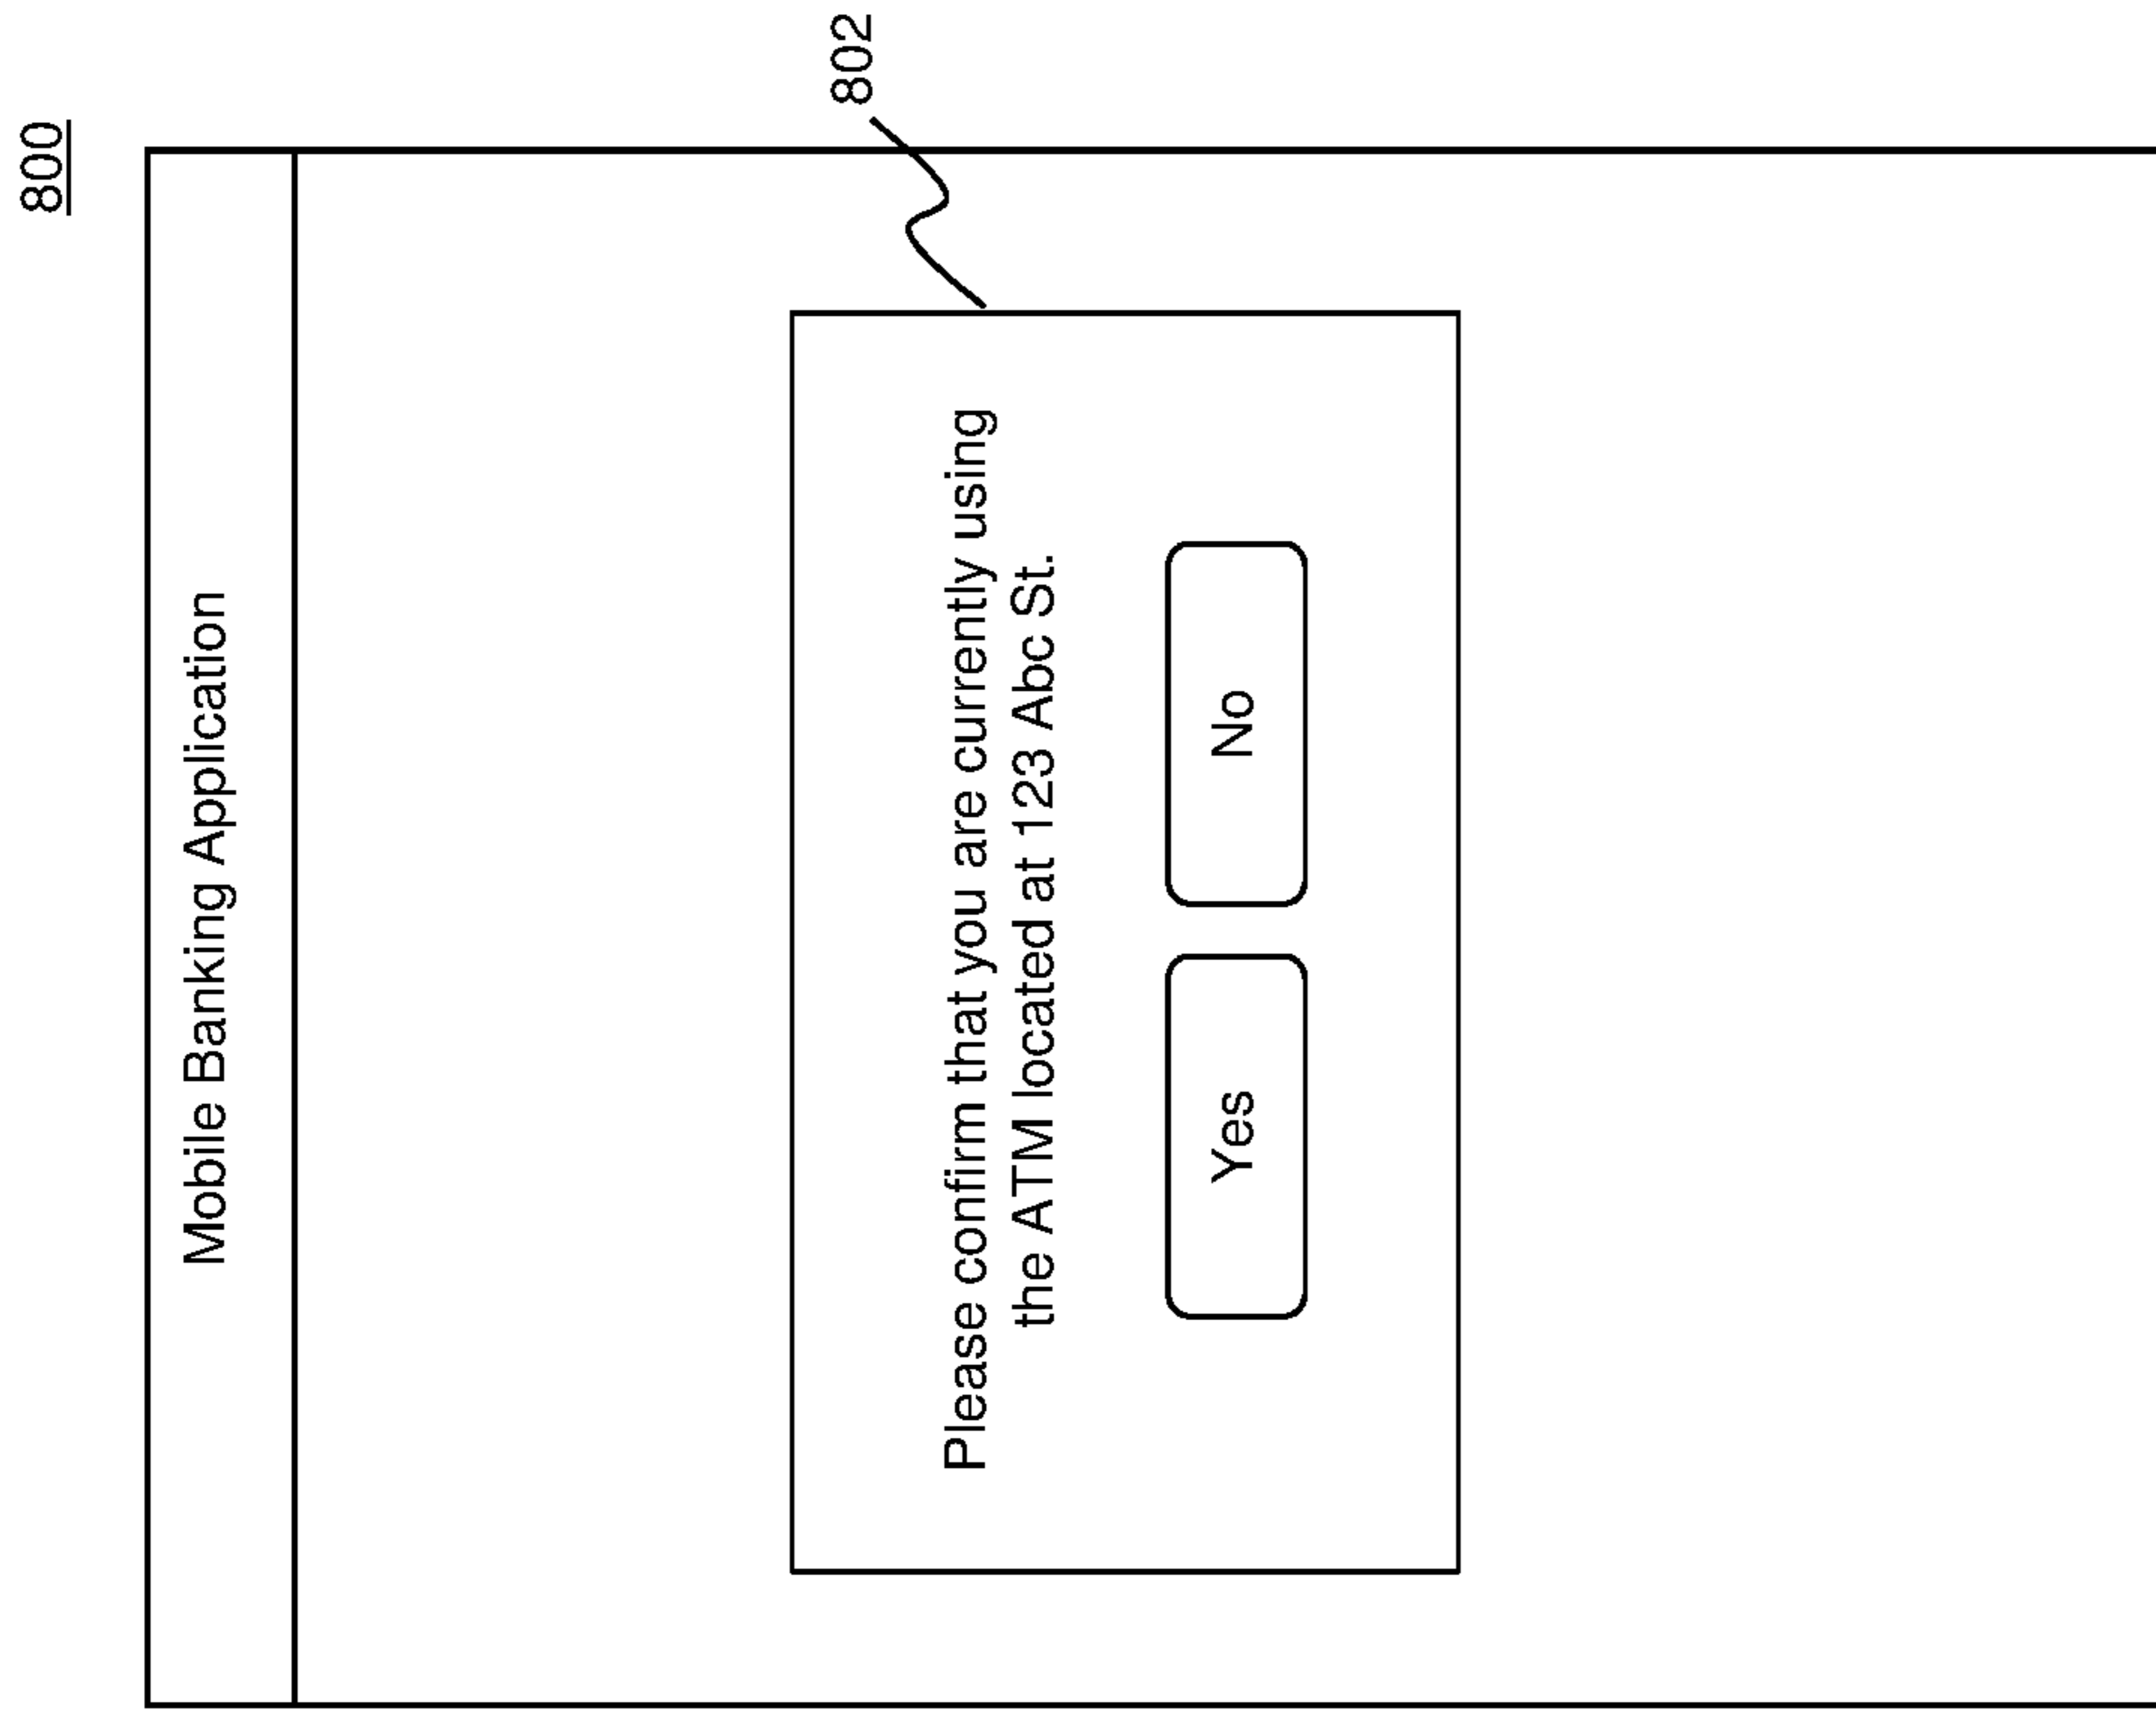 800
Mobile Banking Application
802
Please confirm that you are currently using
the ATM located at 123 Abc St.
Yes
No